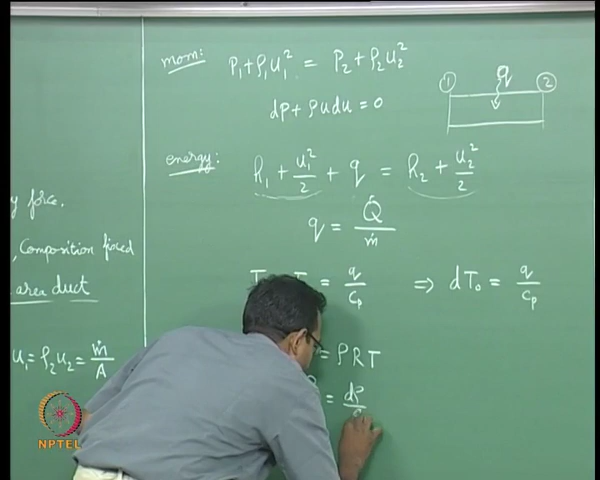 y force.
, Composition fixed
area duct
u₁ = ρ₂u₂ = ṁ/A
mom: P₁ + ρ₁u₁² = P₂ + ρ₂u₂²
dp + ρudu = 0
① q ②
energy: h₁ + u₁²/2 + q = h₂ + u₂²/2
q = Q̇/ṁ
= q/Cₚ ⇒ dT₀ = q/Cₚ
= ρRT
= dρ
NPTEL